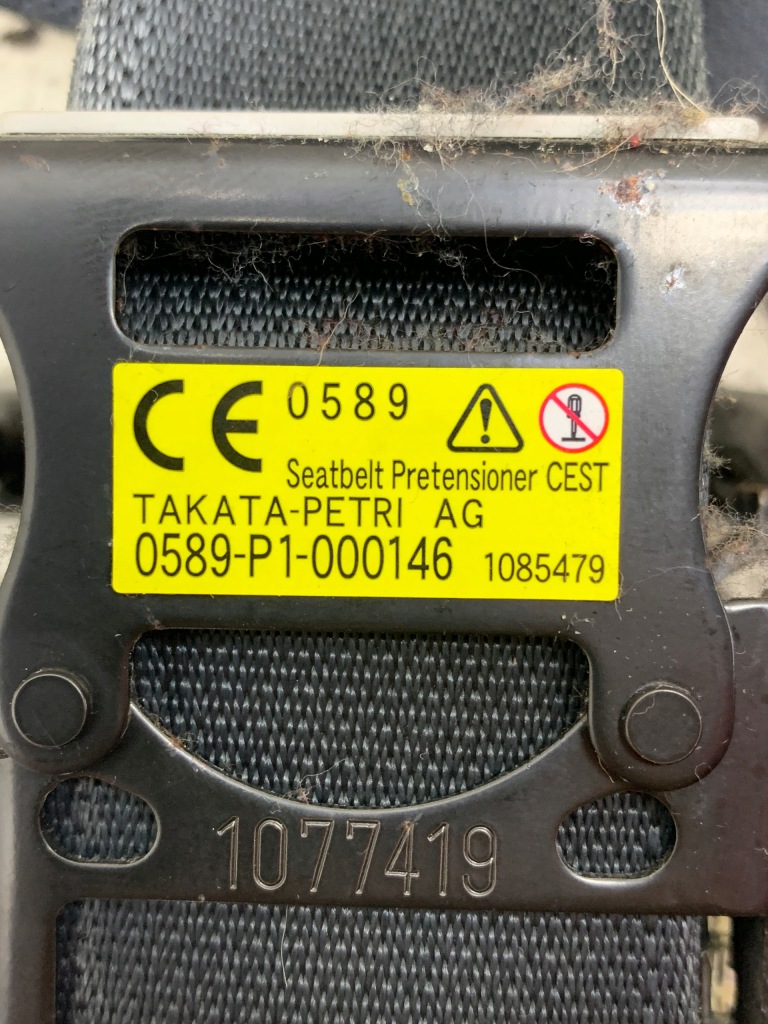 CE 0589
Seatbelt Pretensioner CEST
TAKATA-PETRI AG
0589-P1-000146 1085479
1077419